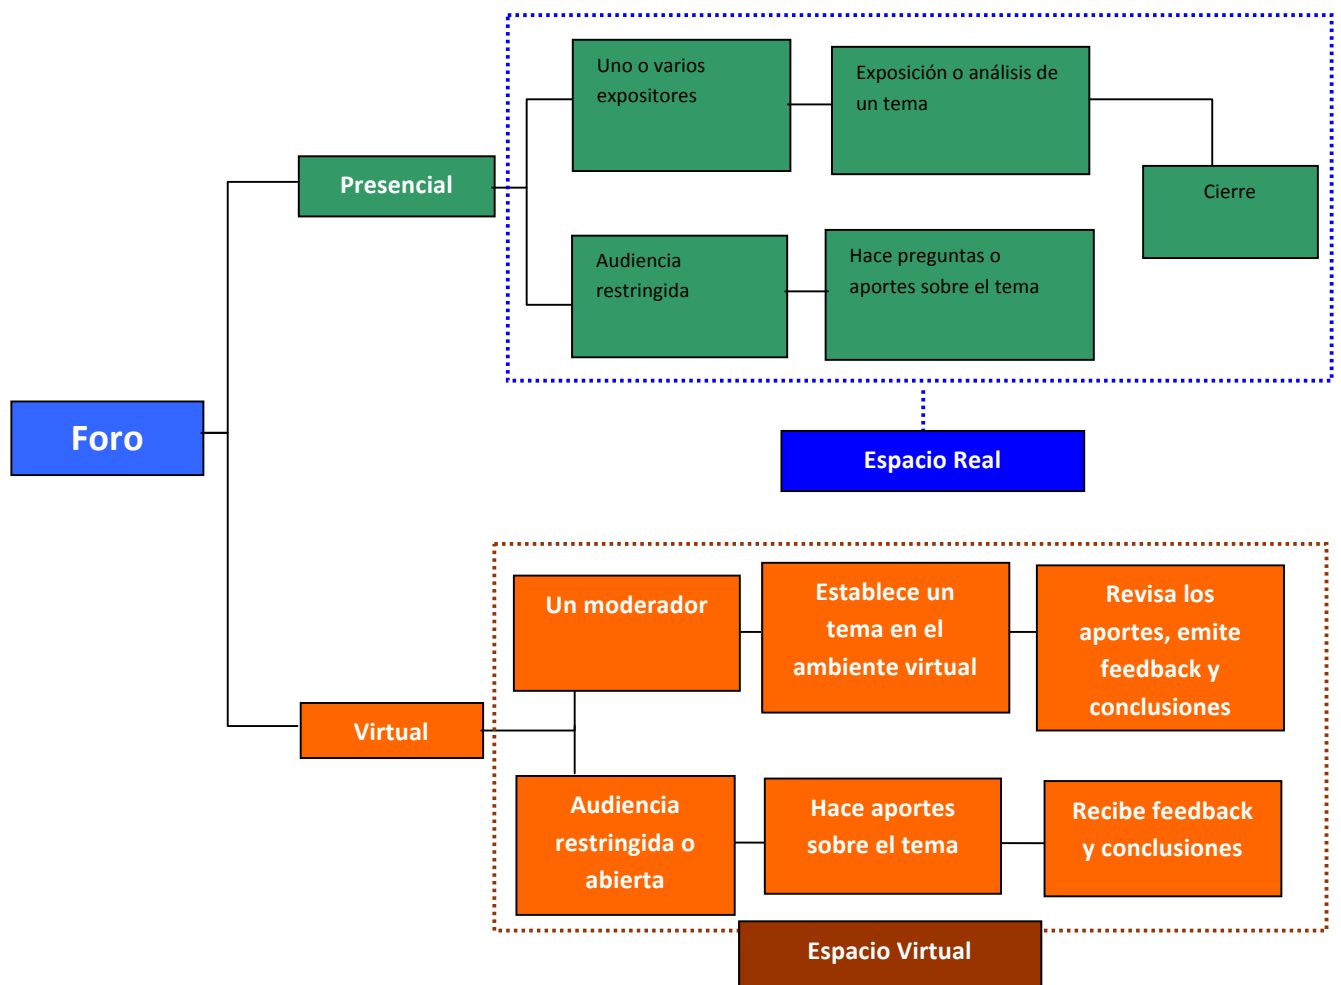 Uno o varios
expositores
Exposición o análisis de
un tema
Presencial
Cierre
Audiencia
restringida
Hace preguntas o
aportes sobre el tema
Foro
Espacio Real
Un moderador
Establece un
tema en el
ambiente virtual
Revisa los
aportes, emite
feedback y
conclusiones
Virtual
Audiencia
restringida o
abierta
Hace aportes
sobre el tema
Recibe feedback
y conclusiones
Espacio Virtual